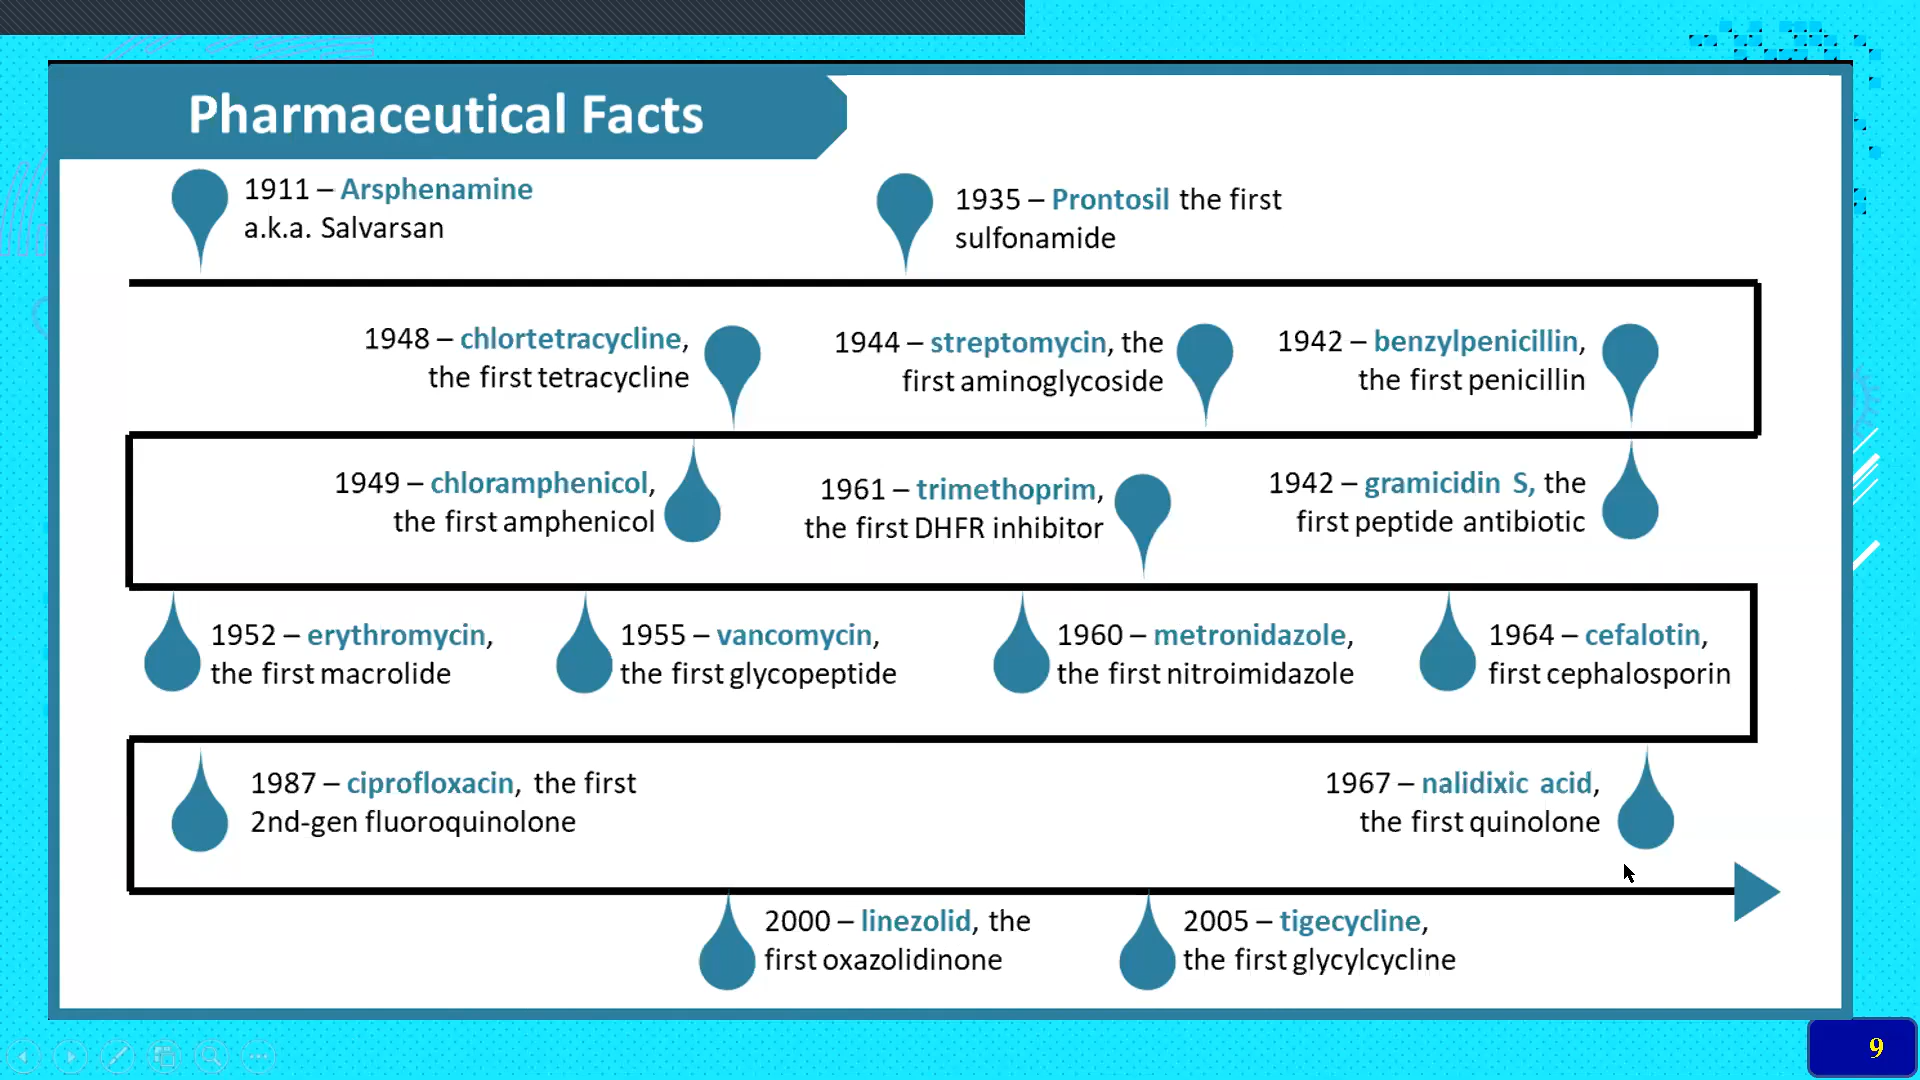 Pharmaceutical Facts
1911 – Arsphenamine
a.k.a. Salvarsan
1935 – Prontosil the first
sulfonamide
1948 – chlortetracycline,
the first tetracycline
1944 – streptomycin, the
first aminoglycoside
1942 – benzylpenicillin,
the first penicillin
1949 – chloramphenicol,
the first amphenicol
1961 – trimethoprim,
the first DHFR inhibitor
1942 – gramicidin S, the
first peptide antibiotic
1952 – erythromycin,
the first macrolide
1955 – vancomycin,
the first glycopeptide
1960 – metronidazole,
the first nitroimidazole
1964 – cefalotin,
first cephalosporin
1987 – ciprofloxacin, the first
2nd-gen fluoroquinolone
1967 – nalidixic acid,
the first quinolone
2000 – linezolid, the
first oxazolidinone
2005 – tigecycline,
the first glycylcycline
9